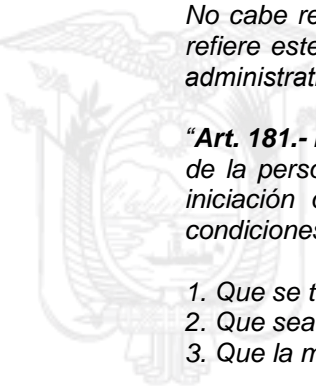 No cabe re
refiere este
administrat
“Art. 181.-
de la perso
iniciación
condiciones
1. Que se t
2. Que sea
3. Que la m